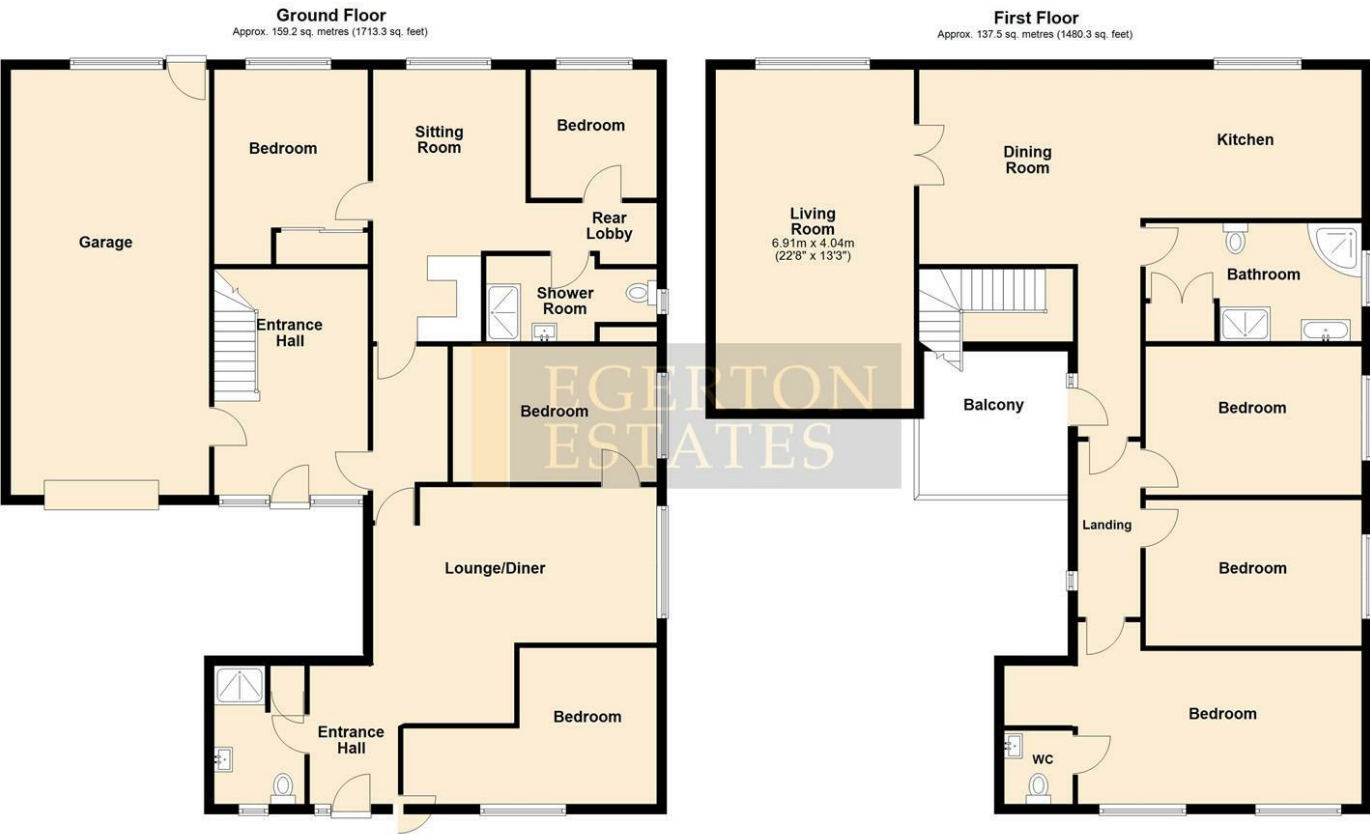 Ground Floor
Approx. 159.2 sq. metres (1713.3 sq. feet)
Bedroom
Sitting
Room
Bedroom
Garage
Rear
Lobby
Shower
Room
Entrance
Hall
Bedroom
Lounge/Diner
Bedroom
Entrance
Hall
First Floor
Approx. 137.5 sq. metres (1480.3 sq. feet)
Kitchen
Dining
Room
Living
Room
6.91m x 4.04m
(22'8" x 13'3")
Bathroom
Balcony
Bedroom
Landing
Bedroom
Bedroom
WC
EGERTON
ESTATES